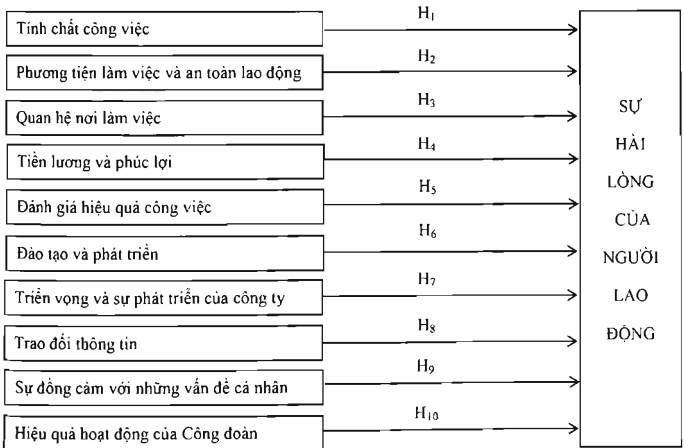 Tính chất công việc
H1
Phương tiện làm việc và an toàn lao động
H2
Quan hệ nơi làm việc
H3
Tiền lương và phúc lợi
H4
Đánh giá hiệu quả công việc
H5
Đào tạo và phát triển
H6
Triển vọng và sự phát triển của công ty
H7
Trao đổi thông tin
H8
Sự đồng cảm với những vấn đề cá nhân
H9
Hiệu quả hoạt động của Công đoàn
H10
SỰ
HÀI
LÒNG
CỦA
NGƯỜI
LAO
ĐỘNG